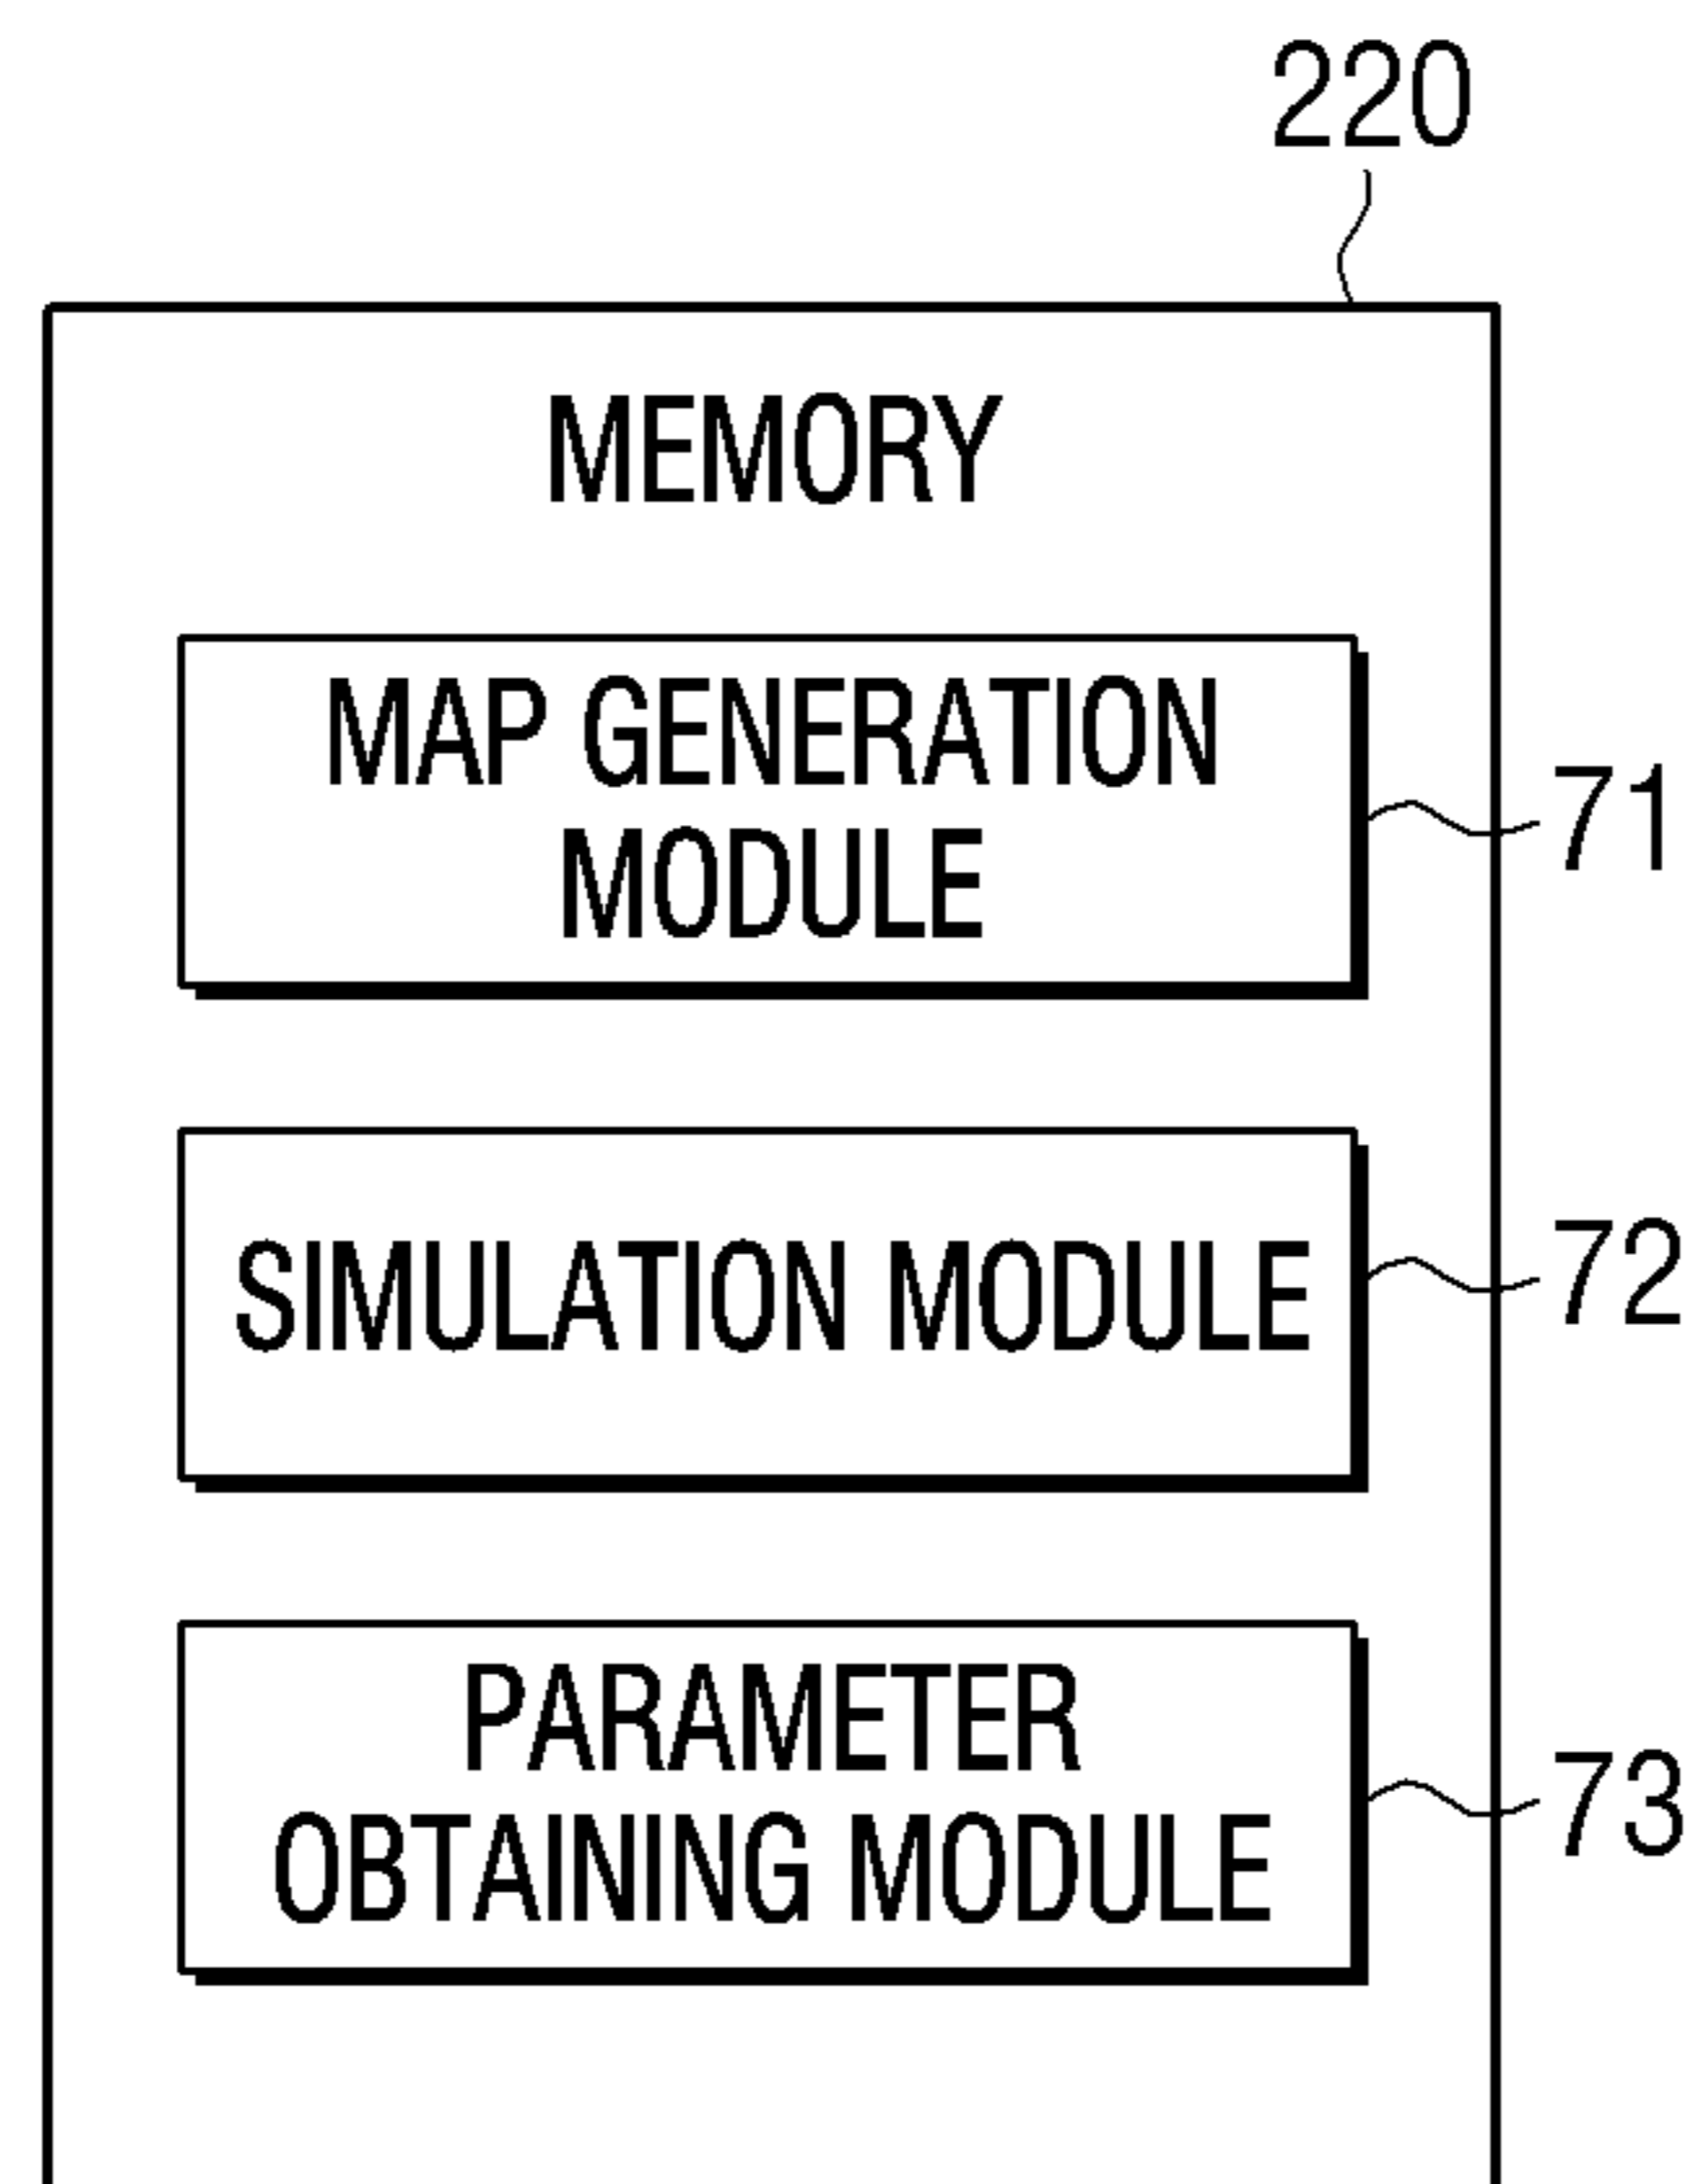 220
MEMORY
MAP GENERATION
MODULE
71
SIMULATION MODULE
72
PARAMETER
OBTAINING MODULE
73